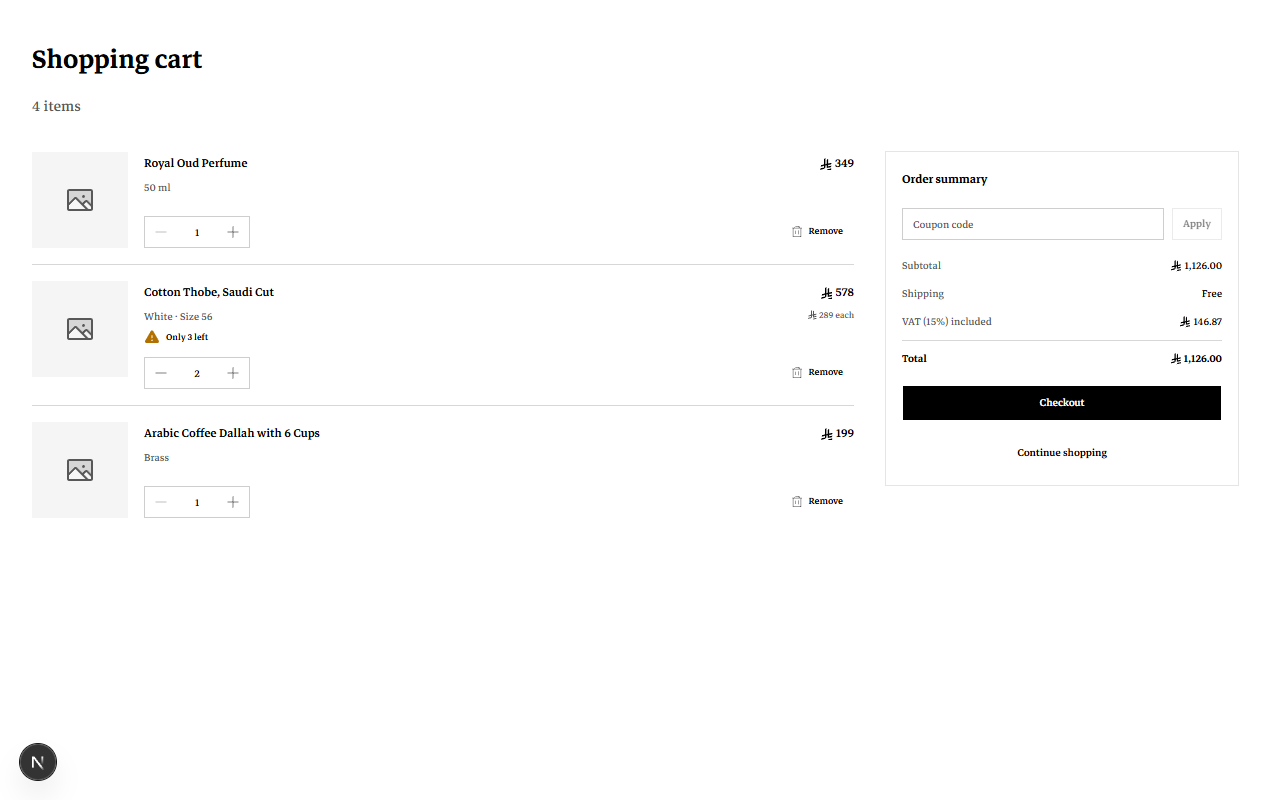 Shopping cart
4 items
Royal Oud Perfume
⃁ 349
50 ml
1
Remove
Cotton Thobe, Saudi Cut
⃁ 578
White · Size 56
⃁ 289 each
Only 3 left
2
Remove
Arabic Coffee Dallah with 6 Cups
⃁ 199
Brass
1
Remove
Order summary
Coupon code
Apply
Subtotal
⃁ 1,126.00
Shipping
Free
VAT (15%) included
⃁ 146.87
Total
⃁ 1,126.00
Checkout
Continue shopping
N